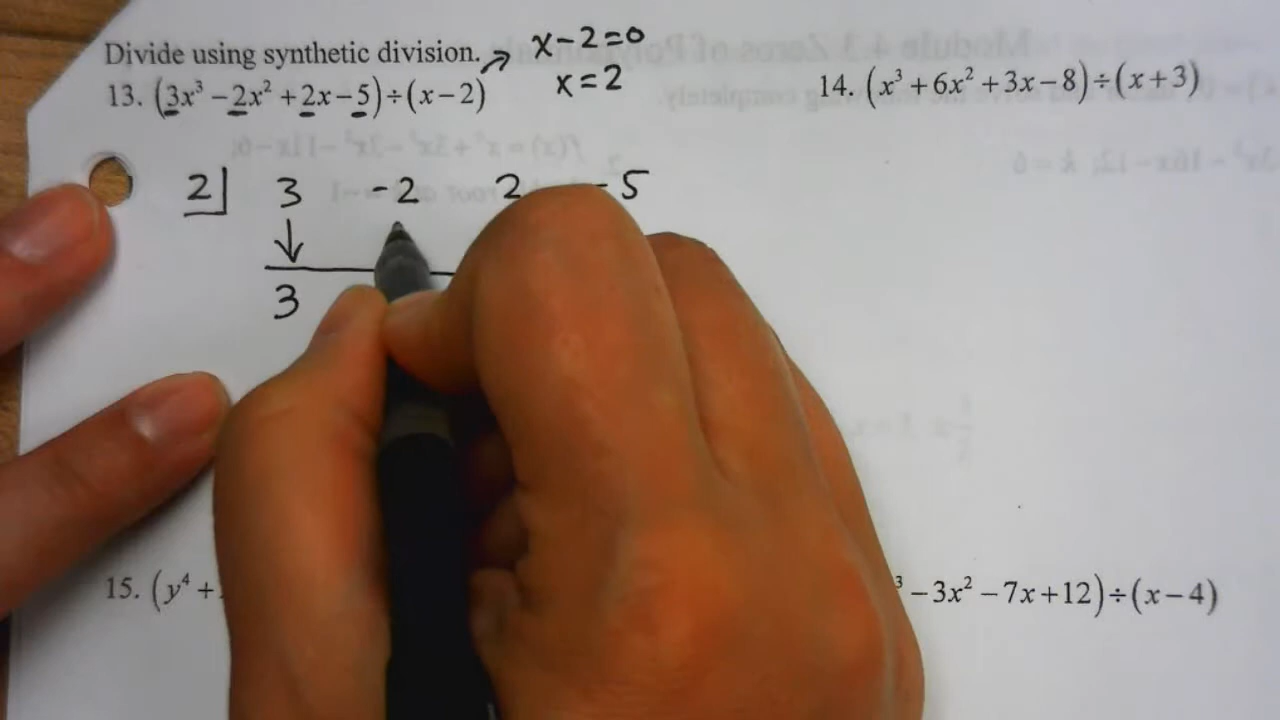 Divide using synthetic division. → x-2=0
x=2
13. (3x³ − 2x² + 2x − 5) ÷ (x − 2)
14. (x³ + 6x² + 3x − 8) ÷ (x + 3)
2 3 -2 2 -5
↓
3
15. (y⁴ +
³ − 3x² − 7x + 12) ÷ (x − 4)